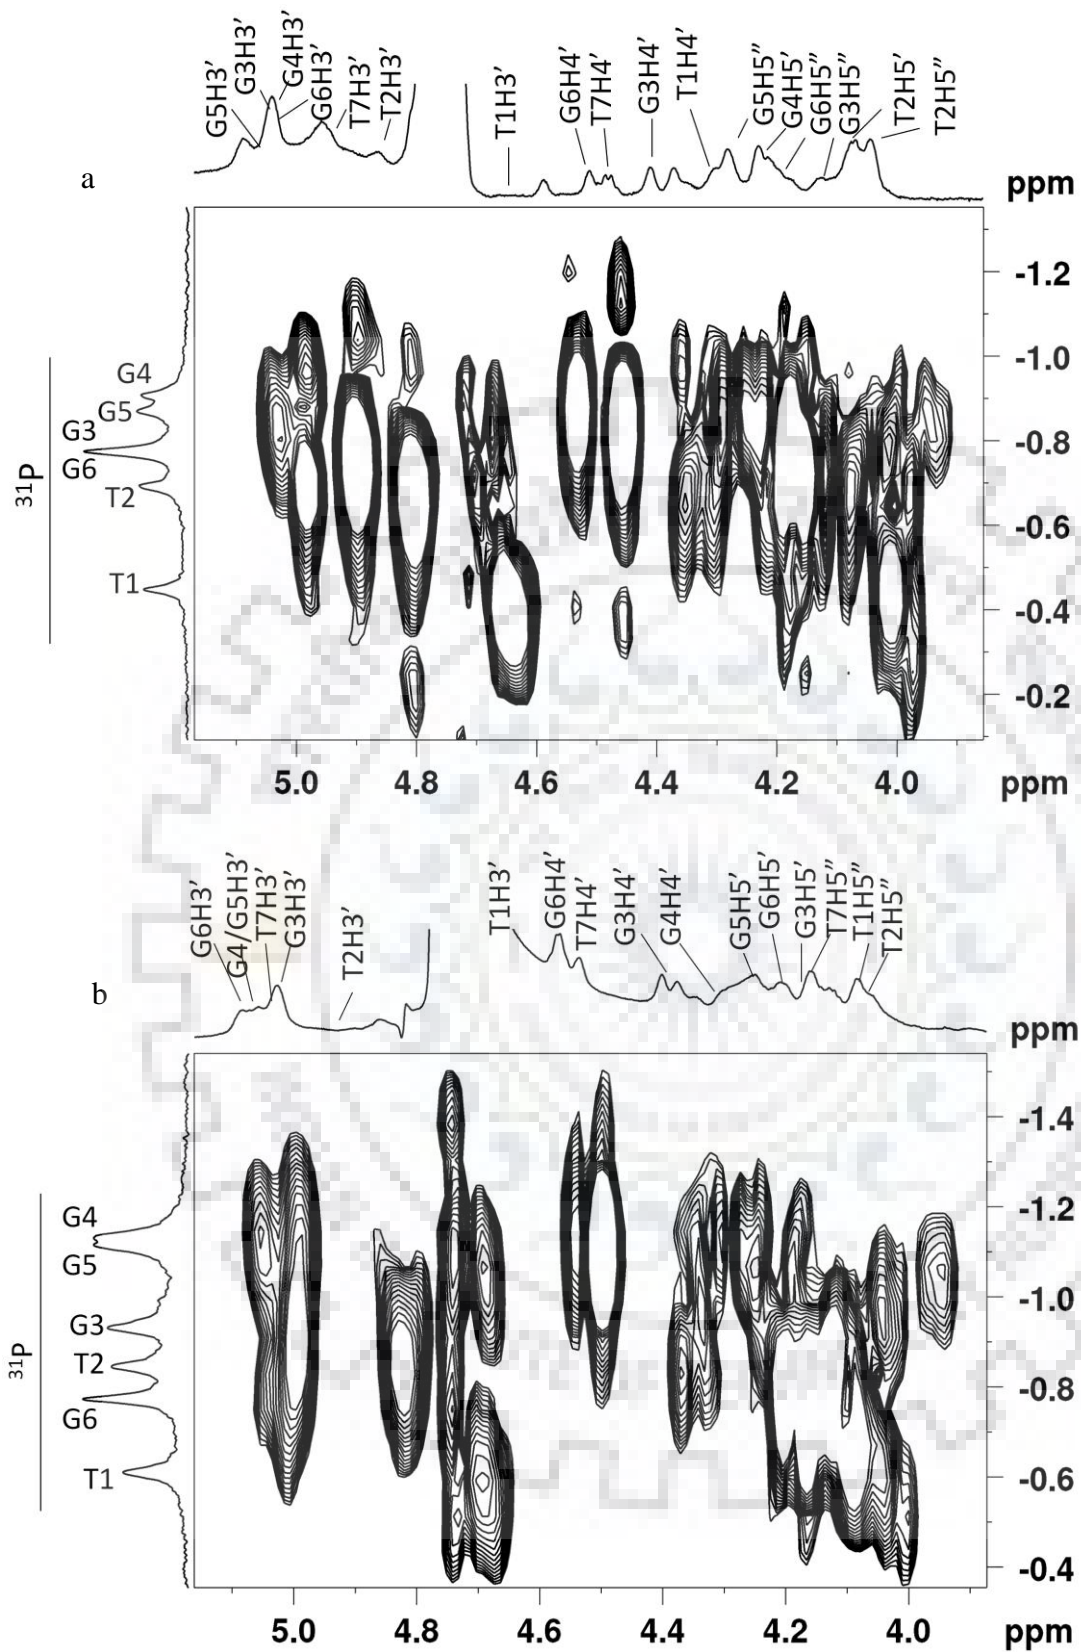 G5H3′ G3H3′ G4H3′ G6H3′ T7H3′ T2H3′ T1H3′ G6H4′ T7H4′ G3H4′ T1H4′ G5H5″ G4H5′ G6H5″ G3H5″ T2H5′ T2H5″
a
ppm
-1.2
-1.0
-0.8
-0.6
-0.4
-0.2
G4
G5
G3
G6
T2
T1
31P
5.0 4.8 4.6 4.4 4.2 4.0 ppm
G6H3′ G4/G5H3′ T7H3′ G3H3′ T2H3′ T1H3′ G6H4′ T7H4′ G3H4′ G4H4′ G5H5′ G6H5′ G3H5′ T7H5″ T1H5″ T2H5″
b
ppm
-1.4
-1.2
-1.0
-0.8
-0.6
-0.4
G4
G5
G3
T2
G6
T1
31P
5.0 4.8 4.6 4.4 4.2 4.0 ppm